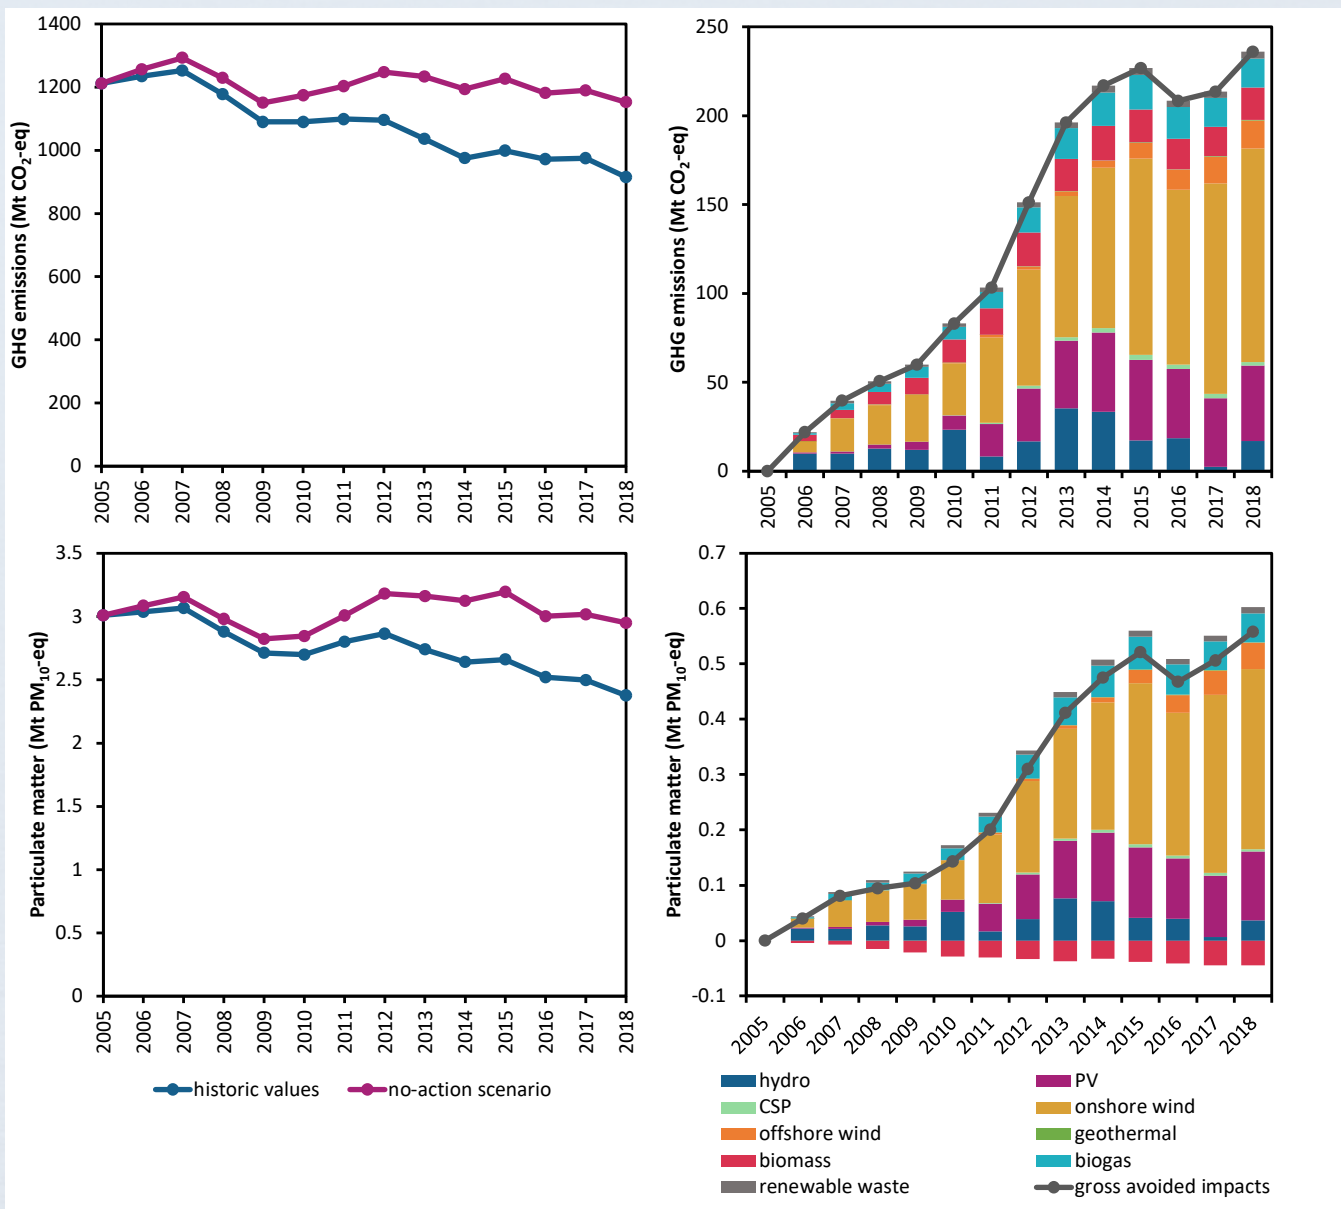 GHG emissions (Mt CO₂-eq)
1400
1200
1000
800
600
400
200
0
2005 2006 2007 2008 2009 2010 2011 2012 2013 2014 2015 2016 2017 2018
GHG emissions (Mt CO₂-eq)
250
200
150
100
50
0
2005 2006 2007 2008 2009 2010 2011 2012 2013 2014 2015 2016 2017 2018
Particulate matter (Mt PM₁₀-eq)
3.5
3
2.5
2
1.5
1
0.5
0
2005 2006 2007 2008 2009 2010 2011 2012 2013 2014 2015 2016 2017 2018
historic values no-action scenario
Particulate matter (Mt PM₁₀-eq)
0.7
0.6
0.5
0.4
0.3
0.2
0.1
0
-0.1
2005 2006 2007 2008 2009 2010 2011 2012 2013 2014 2015 2016 2017 2018
hydro PV
CSP onshore wind
offshore wind geothermal
biomass biogas
renewable waste gross avoided impacts